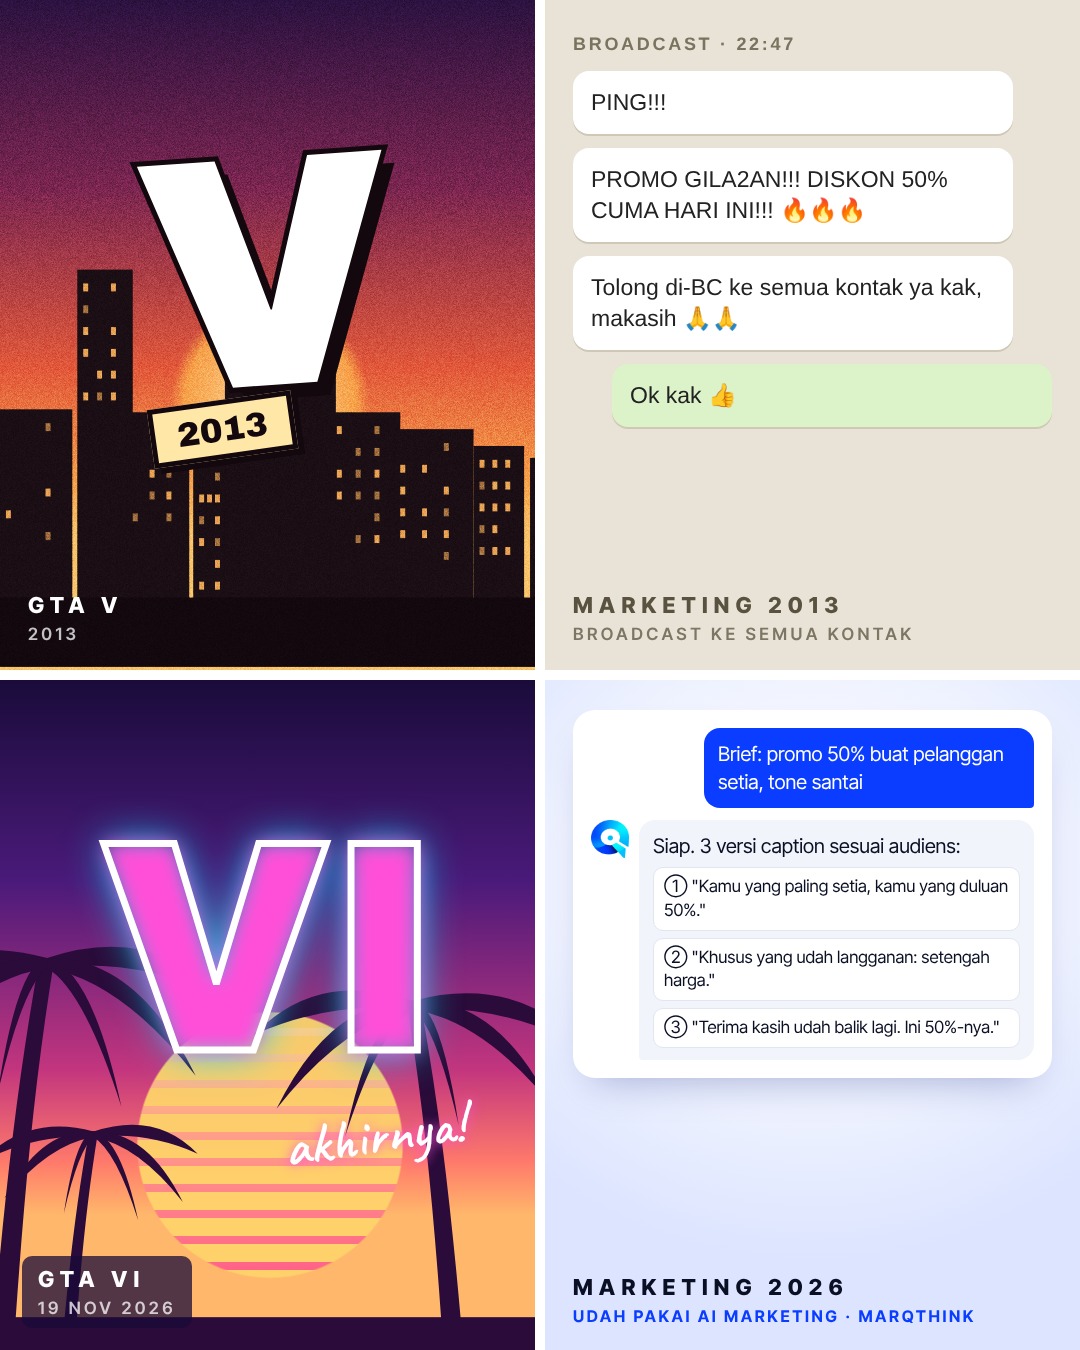 V
2013
GTA V
2013
BROADCAST · 22:47
PING!!!
PROMO GILA2AN!!! DISKON 50%
CUMA HARI INI!!! 🔥🔥🔥
Tolong di-BC ke semua kontak ya kak,
makasih 🙏🙏
Ok kak 👍
MARKETING 2013
BROADCAST KE SEMUA KONTAK
VI
akhirnya!
GTA VI
19 NOV 2026
Brief: promo 50% buat pelanggan
setia, tone santai
Siap. 3 versi caption sesuai audiens:
① "Kamu yang paling setia, kamu yang duluan
50%."
② "Khusus yang udah langganan: setengah
harga."
③ "Terima kasih udah balik lagi. Ini 50%-nya."
MARKETING 2026
UDAH PAKAI AI MARKETING · MARQTHINK